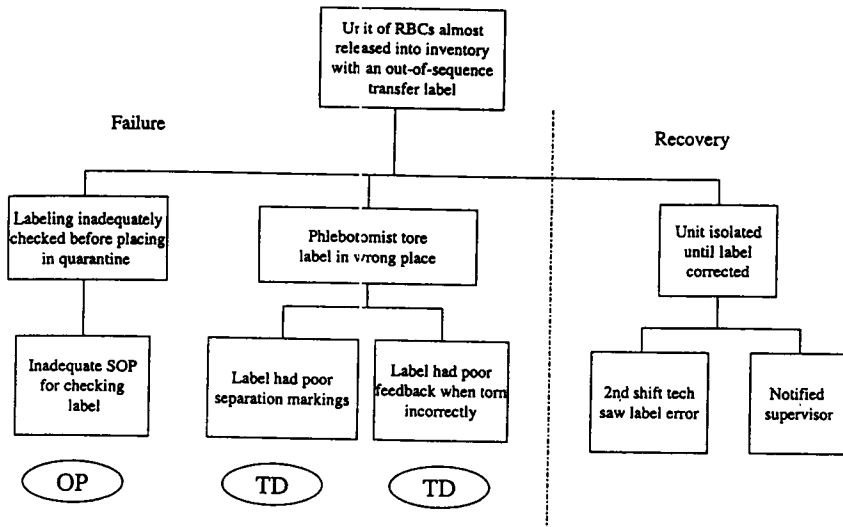 Unit of RBCs almost
released into inventory
with an out-of-sequence
transfer label
Failure
Recovery
Labeling inadequately
checked before placing
in quarantine
Phlebotomist tore
label in wrong place
Unit isolated
until label
corrected
Inadequate SOP
for checking
label
Label had poor
separation markings
Label had poor
feedback when torn
incorrectly
2nd shift tech
saw label error
Notified
supervisor
OP
TD
TD